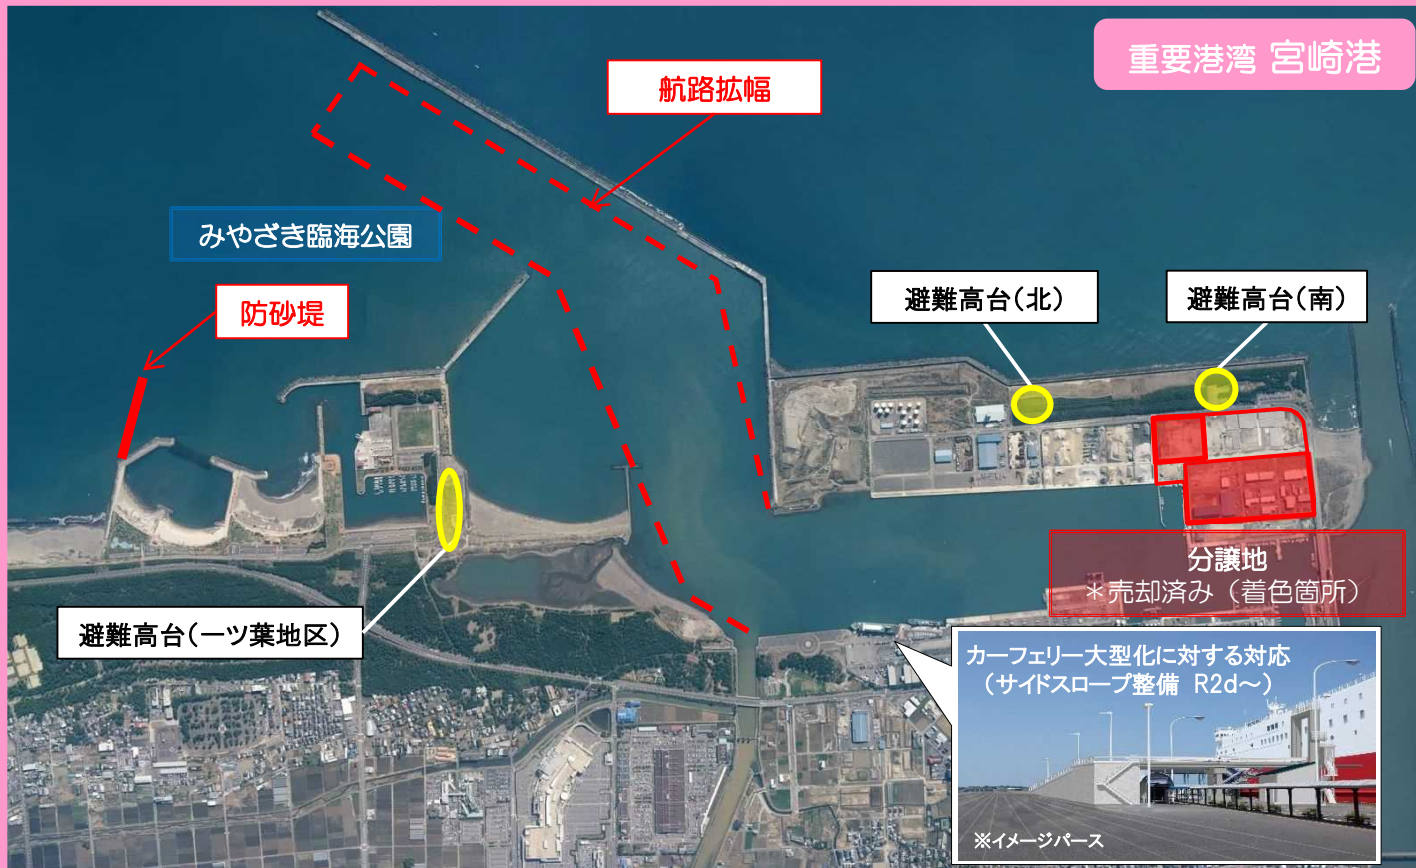 重要港湾 宮崎港
航路拡幅
みやざき臨海公園
防砂堤
避難高台(北)
避難高台(南)
分譲地
*売却済み(着色箇所)
避難高台(一ツ葉地区)
カーフェリー大型化に対する対応
(サイドスロープ整備 R2d~)
※イメージパース